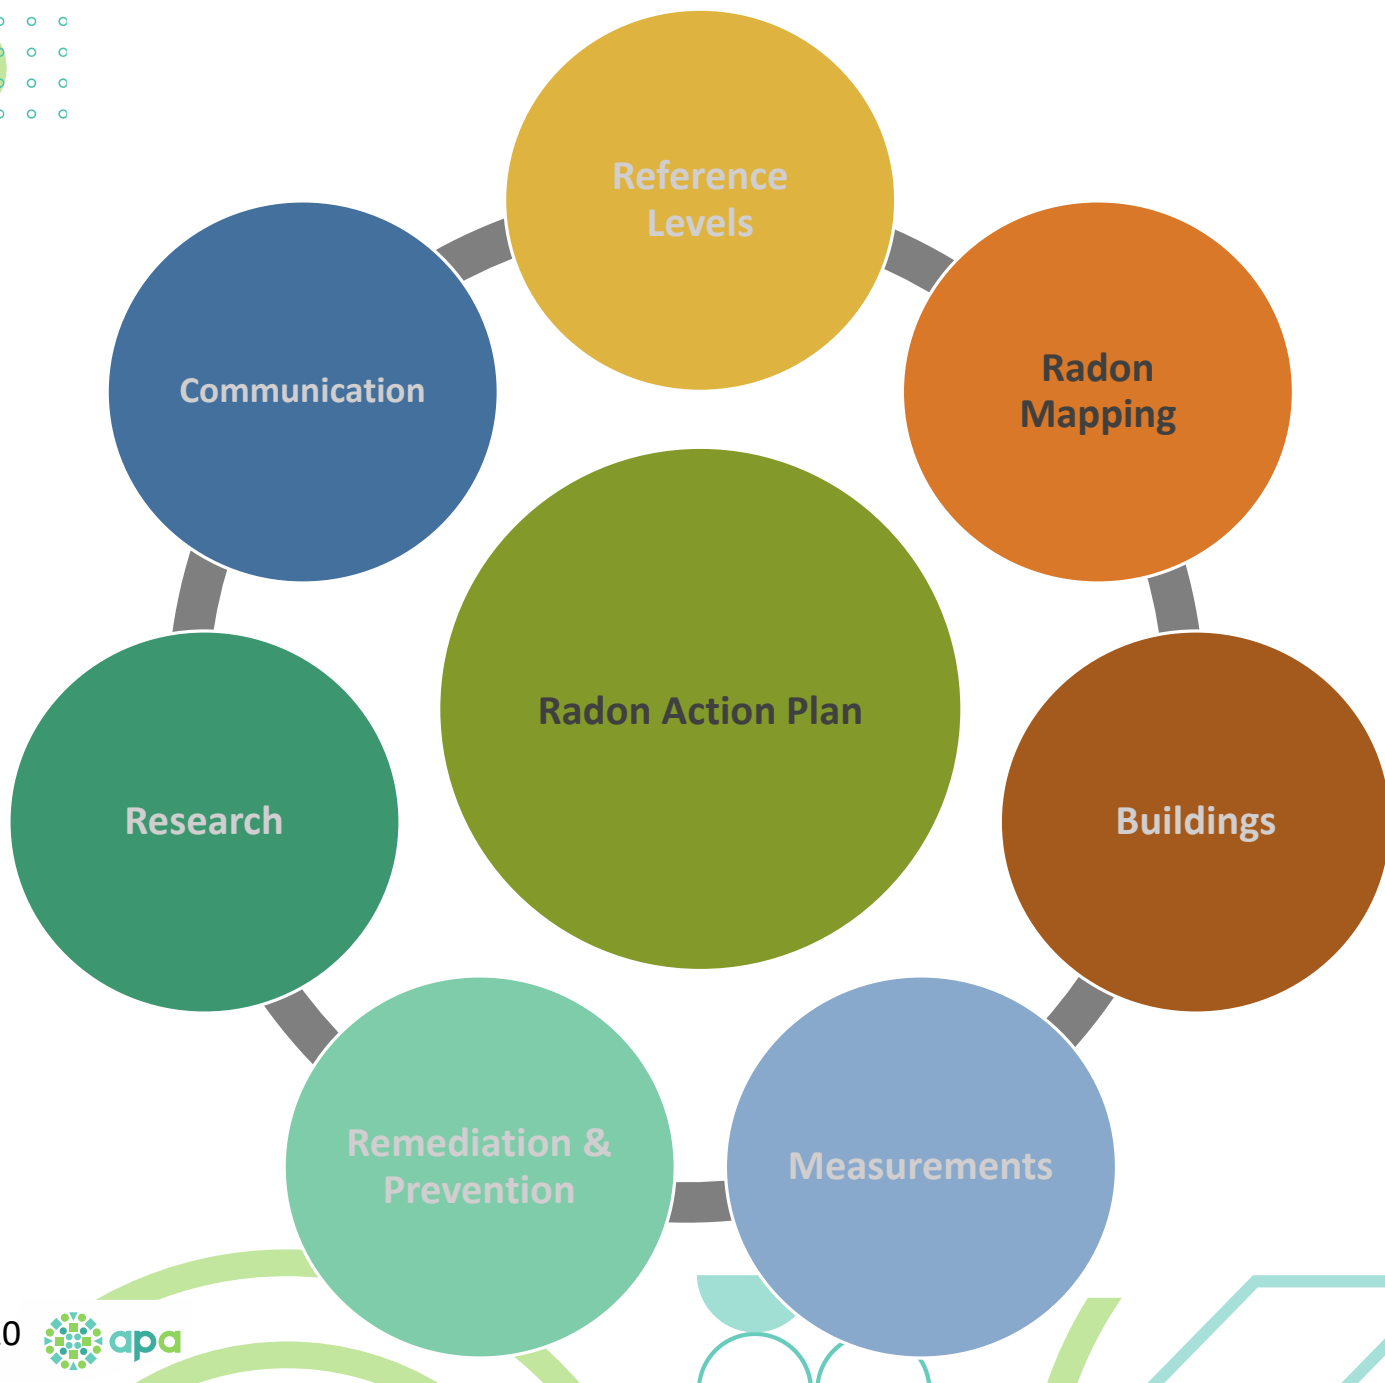 Reference
Levels
Radon
Mapping
Communication
Radon Action Plan
Research
Buildings
Remediation &
Prevention
Measurements
0
apa